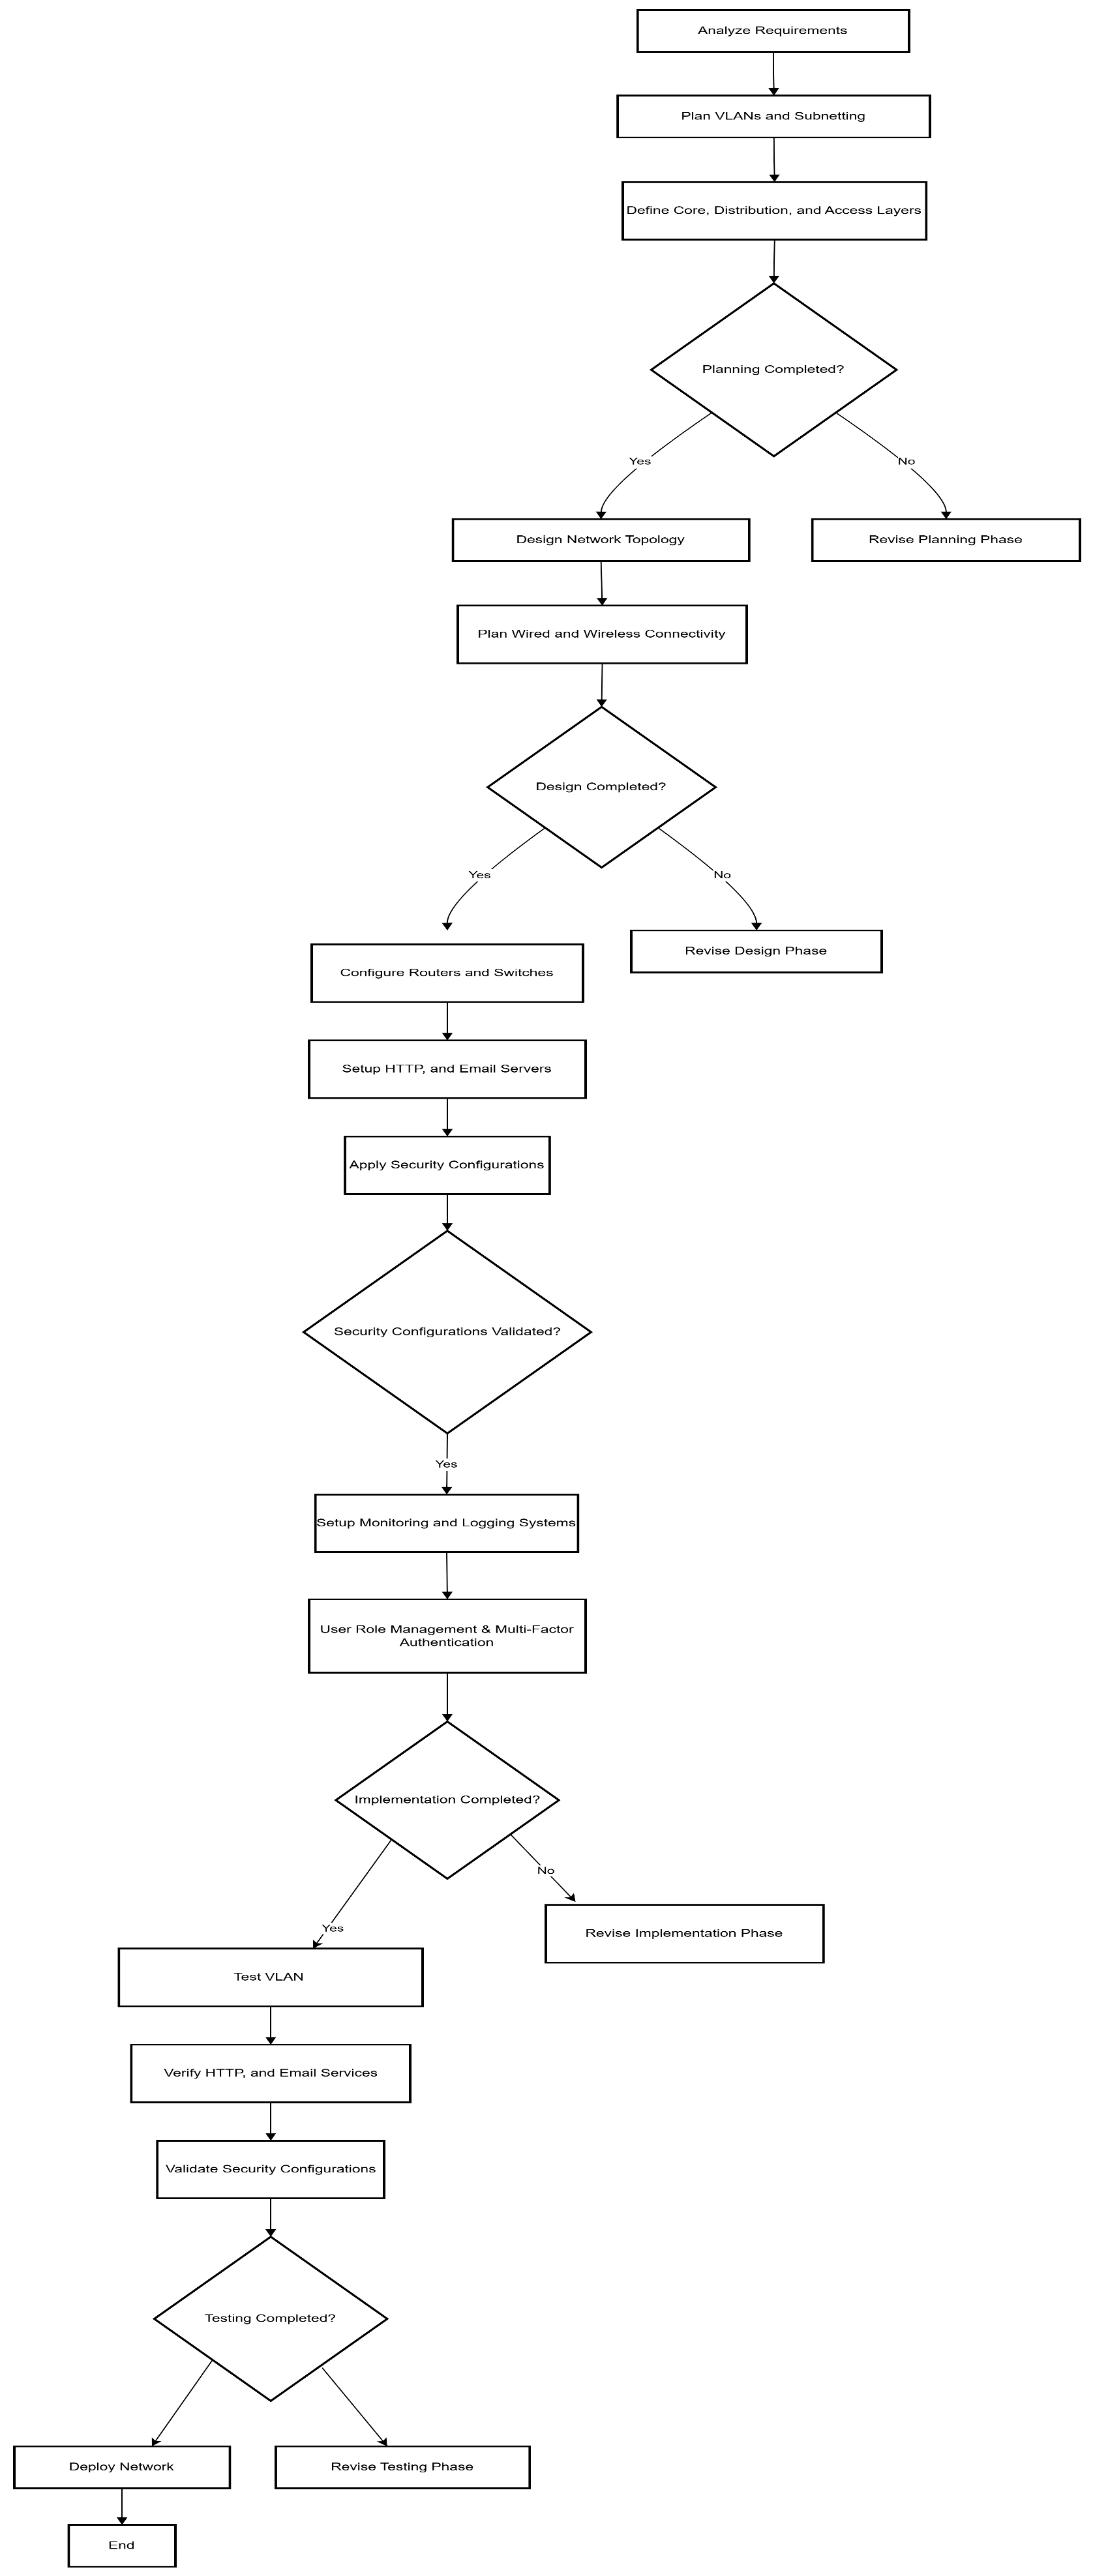 Analyze Requirements
Plan VLANs and Subnetting
Define Core, Distribution, and Access Layers
Planning Completed?
Yes
No
Design Network Topology
Revise Planning Phase
Plan Wired and Wireless Connectivity
Design Completed?
Yes
No
Configure Routers and Switches
Revise Design Phase
Setup HTTP, and Email Servers
Apply Security Configurations
Security Configurations Validated?
Yes
Setup Monitoring and Logging Systems
User Role Management & Multi-Factor
Authentication
Implementation Completed?
No
Yes
Revise Implementation Phase
Test VLAN
Verify HTTP, and Email Services
Validate Security Configurations
Testing Completed?
Deploy Network
Revise Testing Phase
End